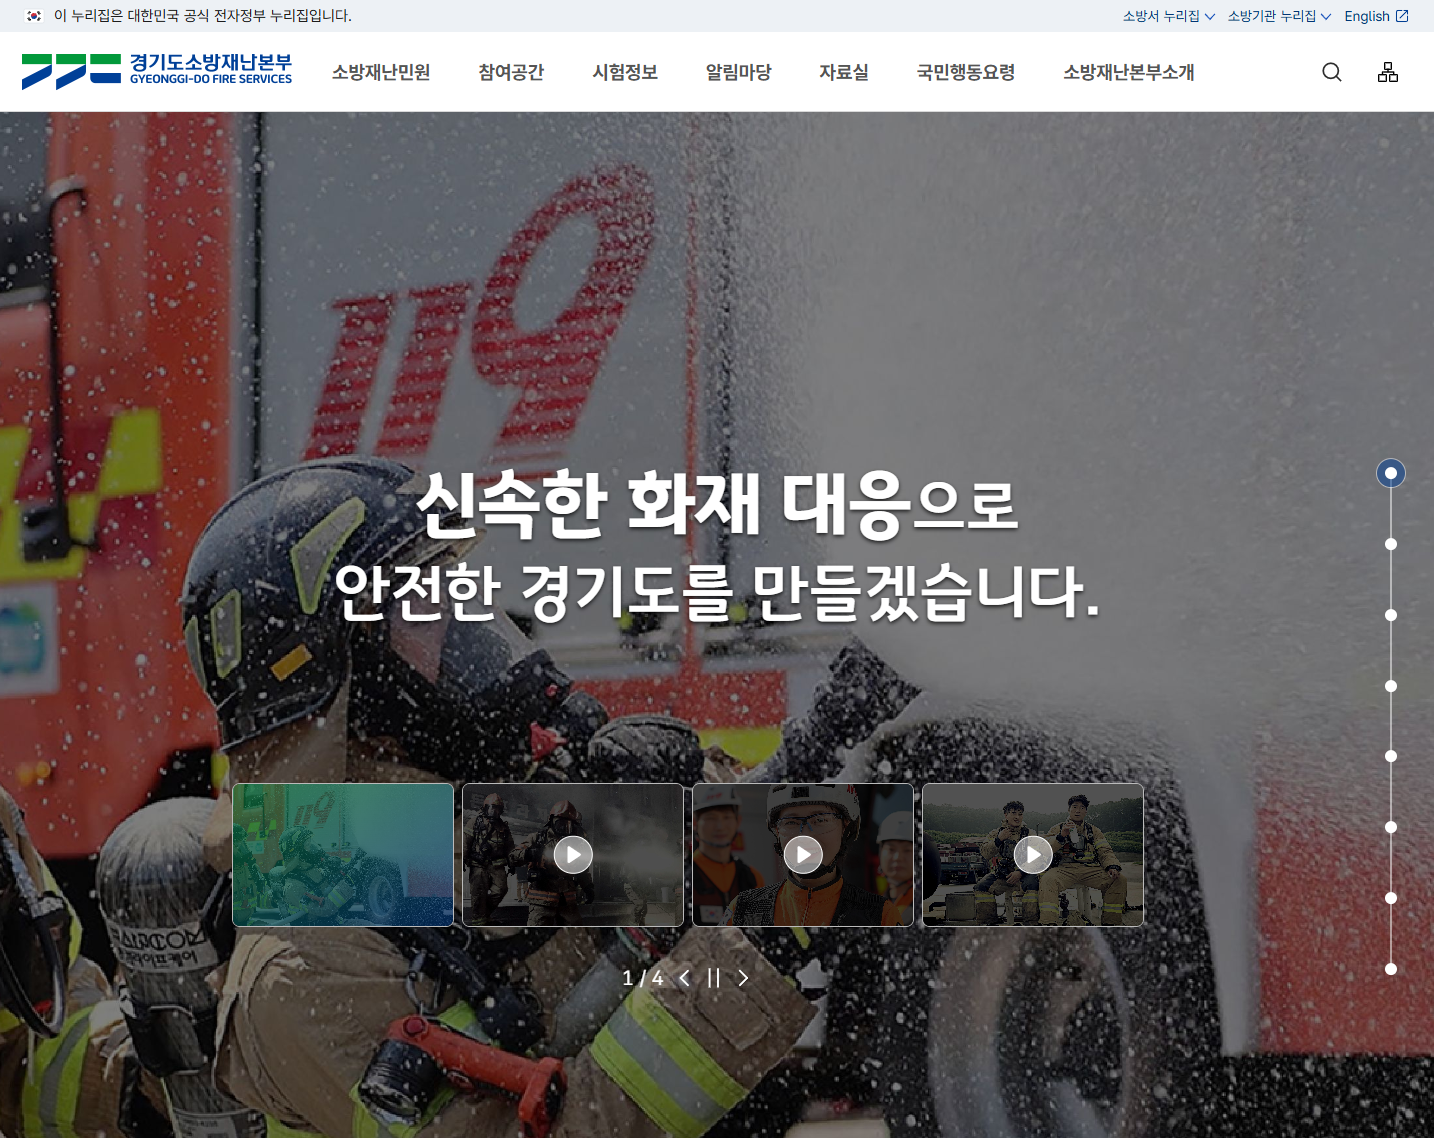 이 누리집은 대한민국 공식 전자정부 누리집입니다.
소방서 누리집 소방기관 누리집 English
경기도소방재난본부
GYEONGGI-DO FIRE SERVICES
소방재난민원 참여공간 시험정보 알림마당 자료실 국민행동요령 소방재난본부소개
119
신속한 화재 대응으로
안전한 경기도를 만들겠습니다.
119
1 / 4